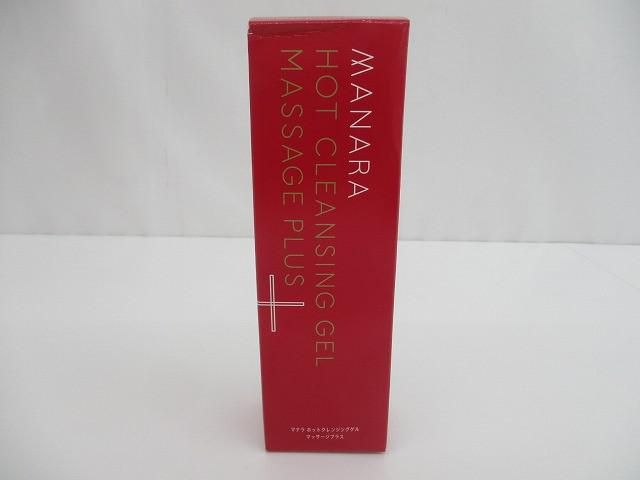 MANARA
HOT CLEANSING GEL
MASSAGE PLUS
マナラ ホットクレンジングゲル
マッサージプラス